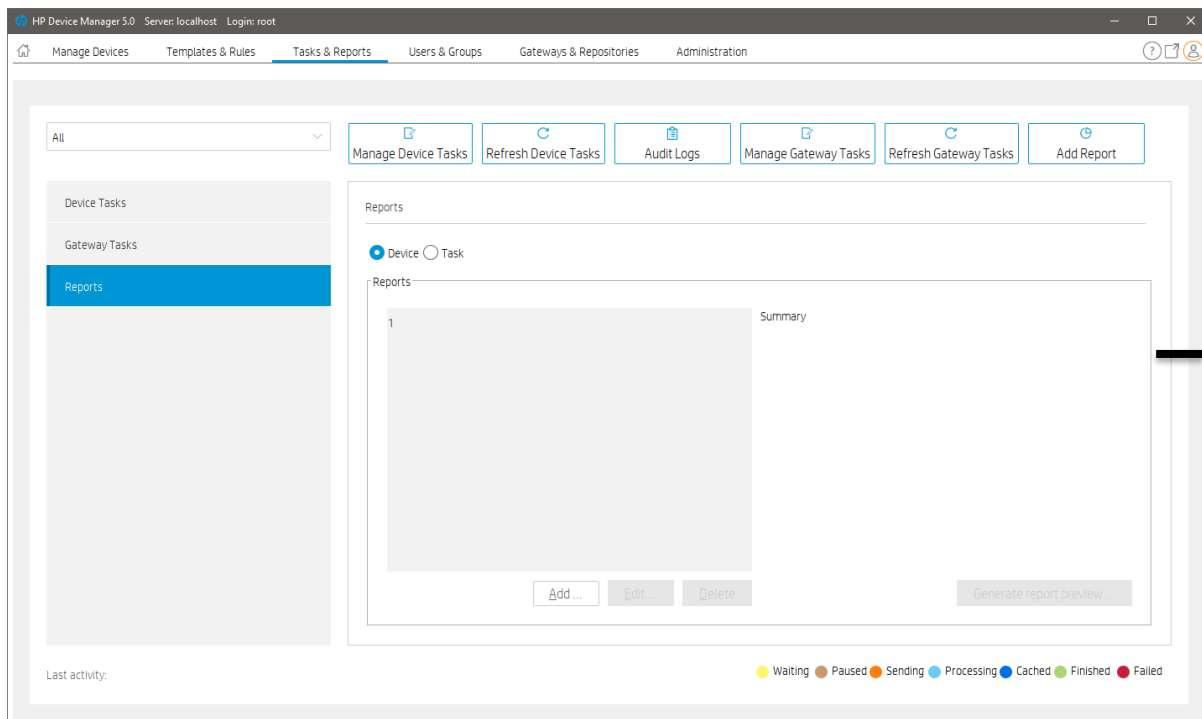 HP Device Manager 5.0 Server: localhost Login: root
Manage Devices Templates & Rules Tasks & Reports Users & Groups Gateways & Repositories Administration
All
Manage Device Tasks Refresh Device Tasks Audit Logs Manage Gateway Tasks Refresh Gateway Tasks Add Report
Device Tasks
Gateway Tasks
Reports
Reports
Device Task
Reports
1
Summary
Add ... Edit ... Delete Generate report preview ...
Last activity:
Waiting Paused Sending Processing Cached Finished Failed